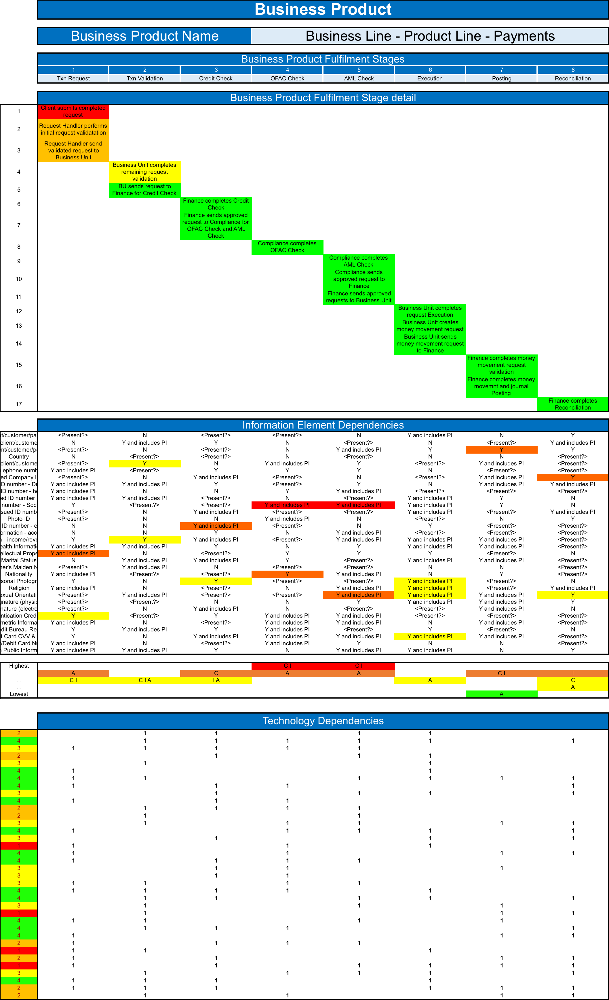 Business Product
Business Product Name Business Line - Product Line - Payments
Business Product Fulfilment Stages
1 2 3 4 5 6 7 8
Txn Request Txn Validation Credit Check OFAC Check AML Check Execution Posting Reconciliation
Business Product Fulfilment Stage detail
1 Client submits completed
request
2 Request Handler performs
initial request validatation
3 Request Handler send
validated request to
Business Unit
4 Business Unit completes
remaining request
validation
5 BU sends request to
Finance for Credit Check
6 Finance completes Credit
Check
7 Finance sends approved
request to Compliance for
OFAC Check and AML
Check
8 Compliance completes
OFAC Check
9 Compliance completes
AML Check
10 Compliance sends
approved request to
Finance
11 Finance sends approved
requests to Business Unit
12 Business Unit completes
request Execution
13 Business Unit creates
money movement request
14 Business Unit sends
money movement request
to Finance
15 Finance completes money
movement request
validation
16 Finance completes money
movemnt and journal
Posting
17 Finance completes
Reconciliation
Information Element Dependencies
t/customer/pa <Present?> N <Present?> <Present?> N Y and includes PI N Y
client/custome N Y and includes PI Y N <Present?> N <Present?> Y and includes PI
nt/customer/pa <Present?> N <Present?> N Y and includes PI Y Y Y
Country N <Present?> <Present?> N <Present?> N N <Present?>
client/custome <Present?> Y N Y and includes PI Y <Present?> Y and includes PI <Present?>
elephone numb Y and includes PI <Present?> Y Y Y N <Present?> <Present?>
ed Company I <Present?> N Y and includes PI <Present?> N <Present?> Y and includes PI Y
D number - Dr Y and includes PI Y and includes PI Y <Present?> Y N Y and includes PI Y and includes PI
ID number - he Y and includes PI N N Y Y and includes PI <Present?> <Present?> <Present?>
ed ID number Y and includes PI Y and includes PI <Present?> N <Present?> Y and includes PI Y N
number - Soc Y <Present?> <Present?> Y and includes PI Y and includes PI Y and includes PI Y N
sued ID numb <Present?> N Y and includes PI <Present?> <Present?> Y and includes PI <Present?> Y and includes PI
Photo ID <Present?> N N Y and includes PI N <Present?> N Y
ID number - e N N Y and includes PI <Present?> N Y <Present?> <Present?>
ormation - acc N N Y N Y and includes PI <Present?> <Present?> <Present?>
- income/reve Y Y Y and includes PI <Present?> Y and includes PI Y and includes PI Y and includes PI <Present?>
ealth Informati Y and includes PI Y and includes PI Y N Y Y and includes PI Y and includes PI <Present?>
ellectual Prope Y and includes PI N <Present?> Y Y Y <Present?> N
Marital Status N Y and includes PI Y and includes PI Y <Present?> Y and includes PI Y and includes PI <Present?>
her's Maiden N <Present?> Y and includes PI N <Present?> <Present?> N N <Present?>
Nationality Y and includes PI <Present?> <Present?> Y Y and includes PI N Y <Present?>
sonal Photogr Y N Y <Present?> <Present?> Y and includes PI <Present?> N
Religion Y and includes PI N <Present?> N Y and includes PI Y and includes PI <Present?> Y and includes PI
exual Orientati <Present?> Y and includes PI <Present?> <Present?> Y and includes PI Y and includes PI Y and includes PI Y
gnature (physic <Present?> <Present?> N N Y Y and includes PI Y and includes PI Y
nature (electro <Present?> N Y and includes PI N <Present?> <Present?> Y and includes PI N
ntication Cred Y <Present?> Y Y and includes PI Y and includes PI <Present?> <Present?> <Present?>
metric Informa Y and includes PI N <Present?> Y and includes PI Y and includes PI N Y and includes PI <Present?>
edit Bureau Re Y Y and includes PI Y Y and includes PI <Present?> Y <Present?> N
t Card CVV & Y N Y and includes PI Y and includes PI Y and includes PI Y and includes PI Y and includes PI <Present?>
/Debit Card Nu Y and includes PI N <Present?> Y and includes PI Y N N <Present?>
Public Inform Y and includes PI Y and includes PI Y N Y and includes PI Y and includes PI N Y
Highest C I C I
… A C A A C I I
… C I C I A I A A C
… A
Lowest A
Technology Dependencies
2 1 1 1 1
4 1 1 1 1 1 1
3 1 1 1 1 1
2 1 1 1
3 1 1
4 1 1
4 1 1 1 1 1 1
4 1 1 1 1
3 1 1 1 1
4 1 1 1
2 1 1 1 1
2 1 1
3 1 1 1 1 1
4 1 1 1 1 1
3 1 1 1
1 1 1 1
4 1 1 1 1
4 1 1 1 1
3 1 1 1
3 1 1
3 1 1 1 1
4 1 1 1 1 1
4 1 1 1 1 1
3 1 1 1
1 1 1 1
4 1 1 1 1
4 1 1 1 1
4 1 1 1
2 1 1 1 1
1 1 1 1
2 1 1 1 1
1 1 1 1 1 1 1
3 1 1 1 1 1
4 1 1 1 1
2 1 1 1 1 1 1
2 1 1 1 1